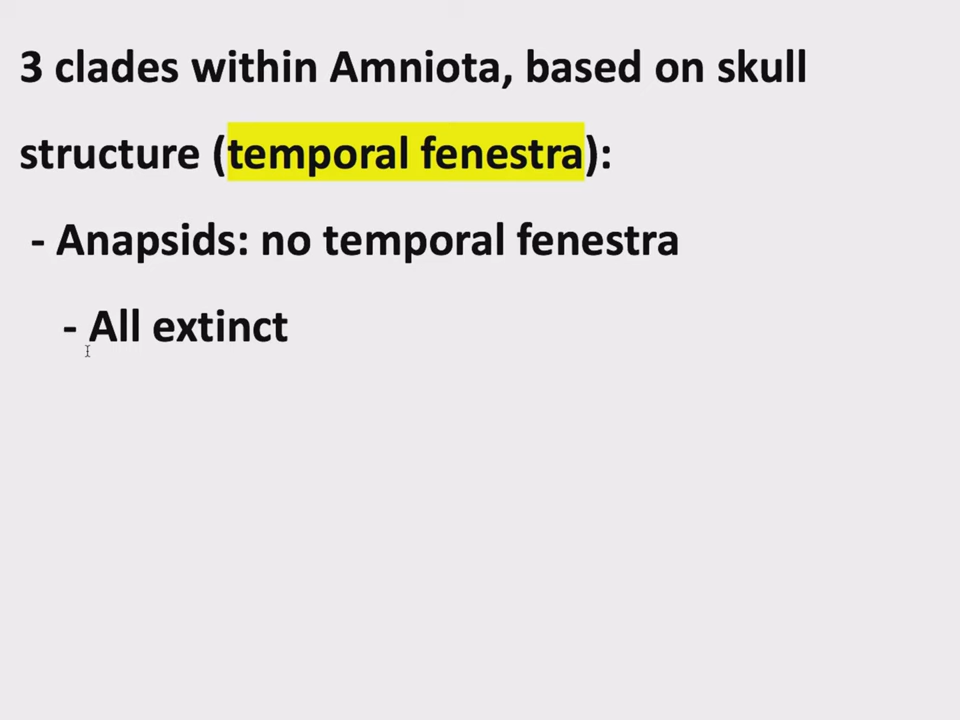 3 clades within Amniota, based on skull
structure (temporal fenestra):
- Anapsids: no temporal fenestra
- All extinct